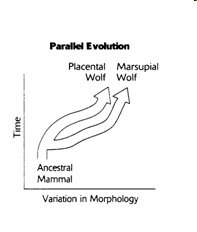 Parallel Evolution
Placental Marsupial
Wolf Wolf
Time
Ancestral
Mammal
Variation in Morphology